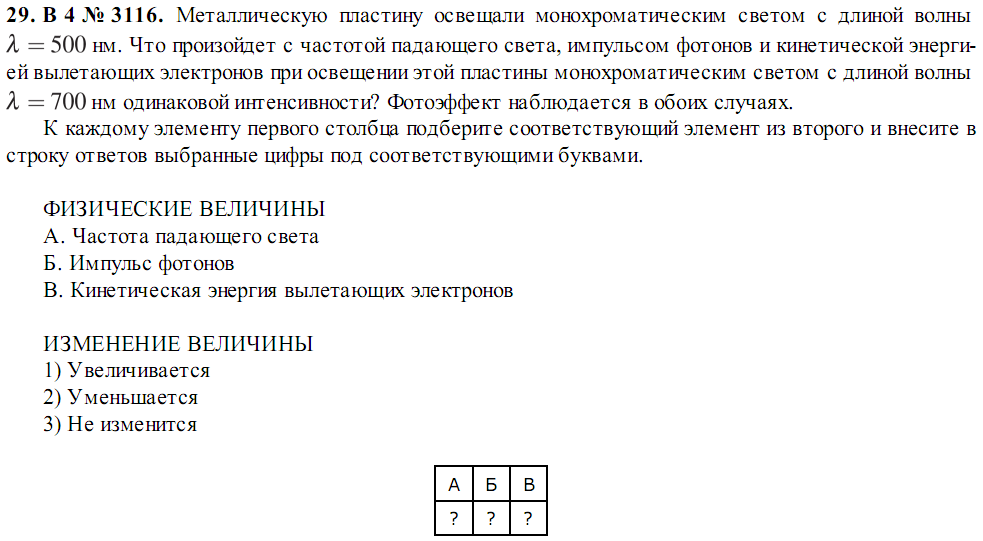 29. В 4 № 3116. Металлическую пластину освещали монохроматическим светом с длиной волны
λ = 500 нм. Что произойдет с частотой падающего света, импульсом фотонов и кинетической энерги-
ей вылетающих электронов при освещении этой пластины монохроматическим светом с длиной волны
λ = 700 нм одинаковой интенсивности? Фотоэффект наблюдается в обоих случаях.
К каждому элементу первого столбца подберите соответствующий элемент из второго и внесите в
строку ответов выбранные цифры под соответствующими буквами.
ФИЗИЧЕСКИЕ ВЕЛИЧИНЫ
А. Частота падающего света
Б. Импульс фотонов
В. Кинетическая энергия вылетающих электронов
ИЗМЕНЕНИЕ ВЕЛИЧИНЫ
1) Увеличивается
2) Уменьшается
3) Не изменится
А Б В
? ? ?